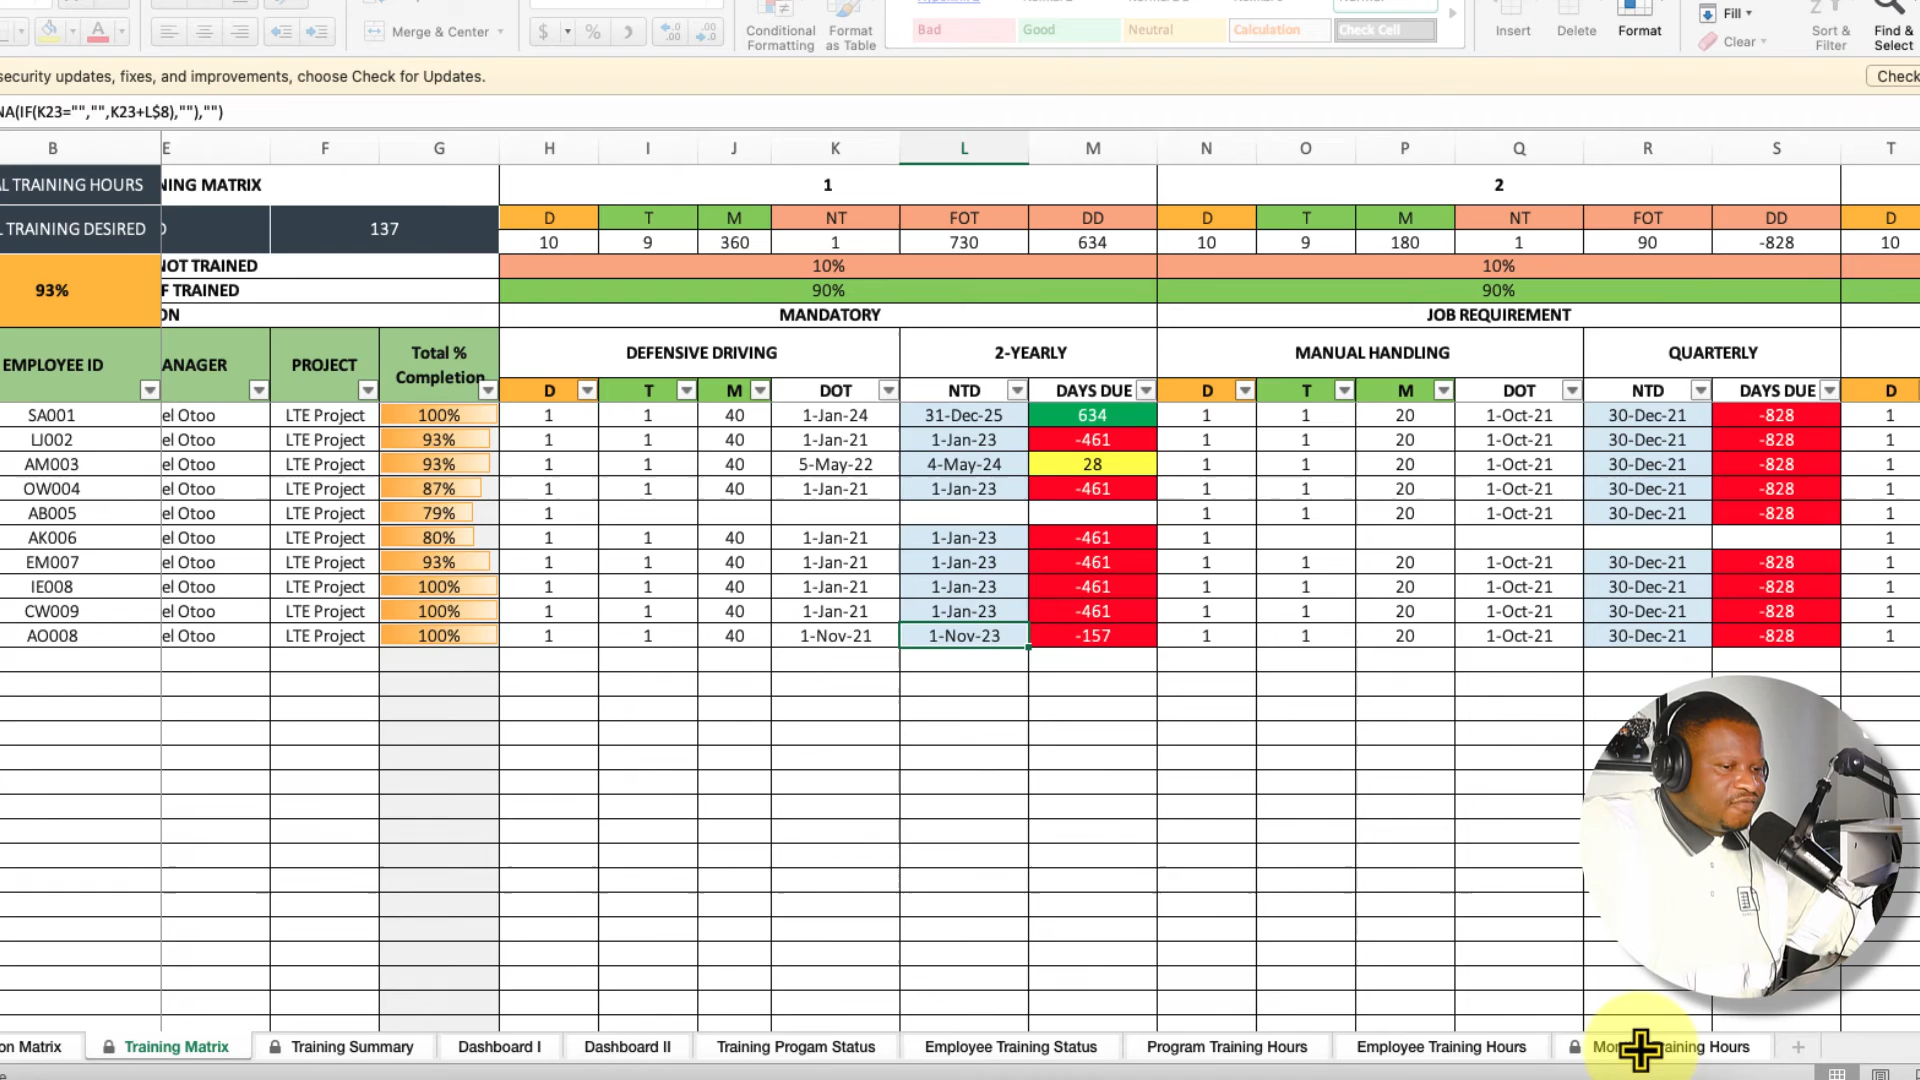 Merge & Center
$
%
Conditional Formatting
Format as Table
Bad
Good
Neutral
Calculation
Check Cell
Insert
Delete
Format
Fill
Clear
Sort & Filter
Find & Select
security updates, fixes, and improvements, choose Check for Updates.
Check
NA(IF(K23="","",K23+L$8),""),"")
B E F G H I J K L M N O P Q R S T
L TRAINING HOURS NING MATRIX 1 2
L TRAINING DESIRED 137 D T M NT FOT DD D T M NT FOT DD D
10 9 360 1 730 634 10 9 180 1 90 -828 10
NOT TRAINED 10% 10%
93% F TRAINED 90% 90%
ON MANDATORY JOB REQUIREMENT
EMPLOYEE ID ANAGER PROJECT Total % Completion DEFENSIVE DRIVING 2-YEARLY MANUAL HANDLING QUARTERLY
D T M DOT NTD DAYS DUE D T M DOT NTD DAYS DUE D
SA001 el Otoo LTE Project 100% 1 1 40 1-Jan-24 31-Dec-25 634 1 1 20 1-Oct-21 30-Dec-21 -828 1
LJ002 el Otoo LTE Project 93% 1 1 40 1-Jan-21 1-Jan-23 -461 1 1 20 1-Oct-21 30-Dec-21 -828 1
AM003 el Otoo LTE Project 93% 1 1 40 5-May-22 4-May-24 28 1 1 20 1-Oct-21 30-Dec-21 -828 1
OW004 el Otoo LTE Project 87% 1 1 40 1-Jan-21 1-Jan-23 -461 1 1 20 1-Oct-21 30-Dec-21 -828 1
AB005 el Otoo LTE Project 79% 1 1 1 20 1-Oct-21 30-Dec-21 -828 1
AK006 el Otoo LTE Project 80% 1 1 40 1-Jan-21 1-Jan-23 -461 1 1
EM007 el Otoo LTE Project 93% 1 1 40 1-Jan-21 1-Jan-23 -461 1 1 20 1-Oct-21 30-Dec-21 -828 1
IE008 el Otoo LTE Project 100% 1 1 40 1-Jan-21 1-Jan-23 -461 1 1 20 1-Oct-21 30-Dec-21 -828 1
CW009 el Otoo LTE Project 100% 1 1 40 1-Jan-21 1-Jan-23 -461 1 1 20 1-Oct-21 30-Dec-21 -828 1
AO008 el Otoo LTE Project 100% 1 1 40 1-Nov-21 1-Nov-23 -157 1 1 20 1-Oct-21 30-Dec-21 -828 1
on Matrix Training Matrix Training Summary Dashboard I Dashboard II Training Progam Status Employee Training Status Program Training Hours Employee Training Hours Mon raining Hours